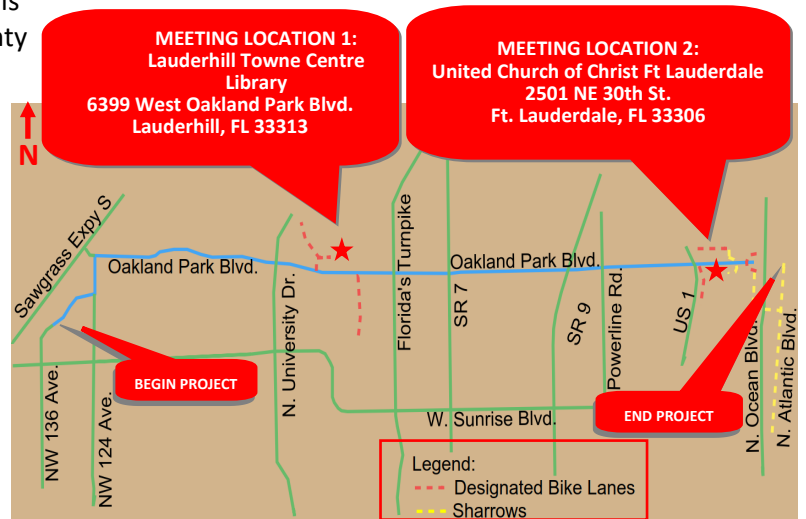 nty
MEETING LOCATION 1:
Lauderhill Towne Centre
Library
6399 West Oakland Park Blvd.
Lauderhill, FL 33313
MEETING LOCATION 2:
United Church of Christ Ft Lauderdale
2501 NE 30th St.
Ft. Lauderdale, FL 33306
N
Sawgrass Expy S
Oakland Park Blvd.
N. University Dr.
Florida's Turnpike
SR 7
Oakland Park Blvd.
SR 9
Powerline Rd.
US 1
N. Ocean Blvd.
N. Atlantic Blvd.
BEGIN PROJECT
END PROJECT
NW 136 Ave.
NW 124 Ave.
W. Sunrise Blvd.
Legend:
Designated Bike Lanes
Sharrows